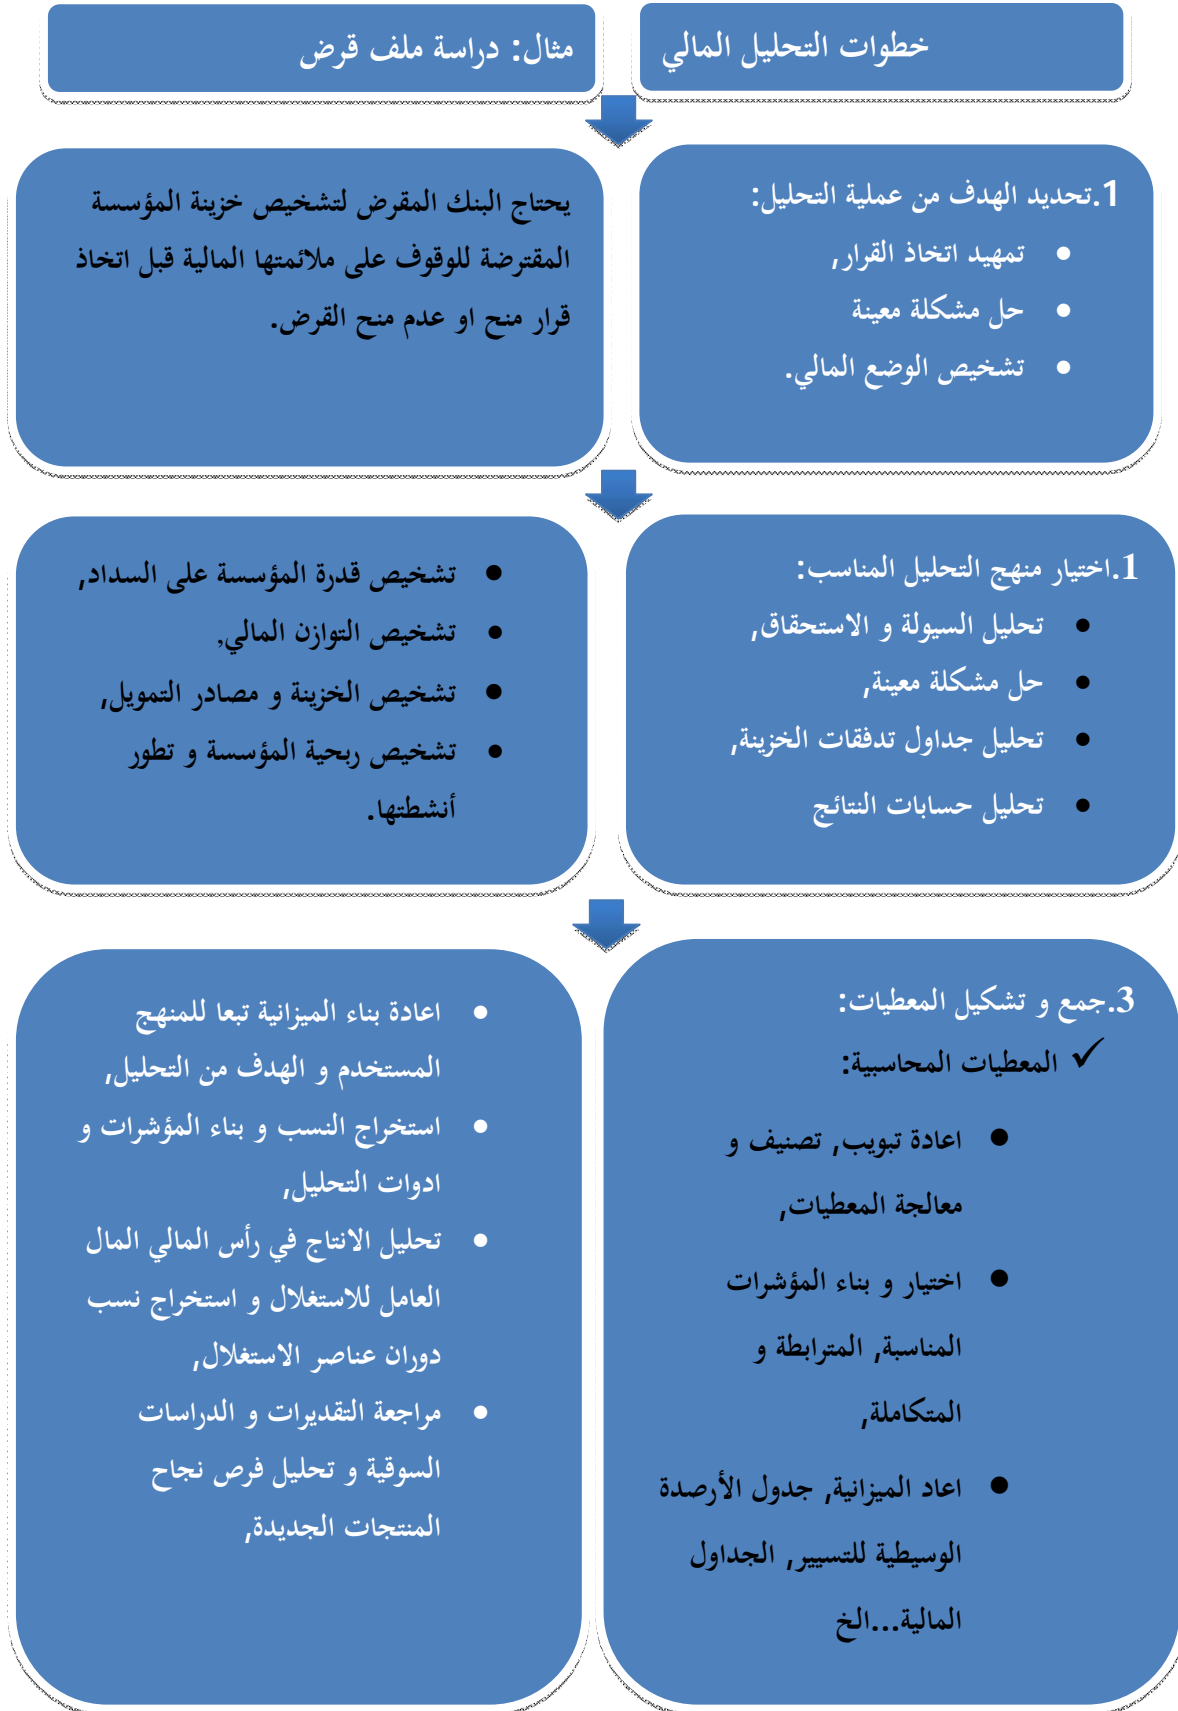 خطوات التحليل المالي
مثال: دراسة ملف قرض
1.تحديد الهدف من عملية التحليل:
• تمهيد اتخاذ القرار,
• حل مشكلة معينة
• تشخيص الوضع المالي.
يحتاج البنك المقرض لتشخيص خزينة المؤسسة
المقترضة للوقوف على ملائمتها المالية قبل اتخاذ
قرار منح او عدم منح القرض.
1.اختيار منهج التحليل المناسب:
• تحليل السيولة و الاستحقاق,
• حل مشكلة معينة,
• تحليل جداول تدفقات الخزينة,
• تحليل حسابات النتائج
• تشخيص قدرة المؤسسة على السداد,
• تشخيص التوازن المالي,
• تشخيص الخزينة و مصادر التمويل,
• تشخيص ربحية المؤسسة و تطور
أنشطتها.
3.جمع و تشكيل المعطيات:
✓ المعطيات المحاسبية:
• اعادة تبويب, تصنيف و
معالجة المعطيات,
• اختيار و بناء المؤشرات
المناسبة, المترابطة و
المتكاملة,
• اعاد الميزانية, جدول الأرصدة
الوسيطية للتسيير, الجداول
المالية...الخ
• اعادة بناء الميزانية تبعا للمنهج
المستخدم و الهدف من التحليل,
• استخراج النسب و بناء المؤشرات و
ادوات التحليل,
• تحليل الانتاج في رأس المالي المال
العامل للاستغلال و استخراج نسب
دوران عناصر الاستغلال,
• مراجعة التقديرات و الدراسات
السوقية و تحليل فرص نجاح
المنتجات الجديدة,